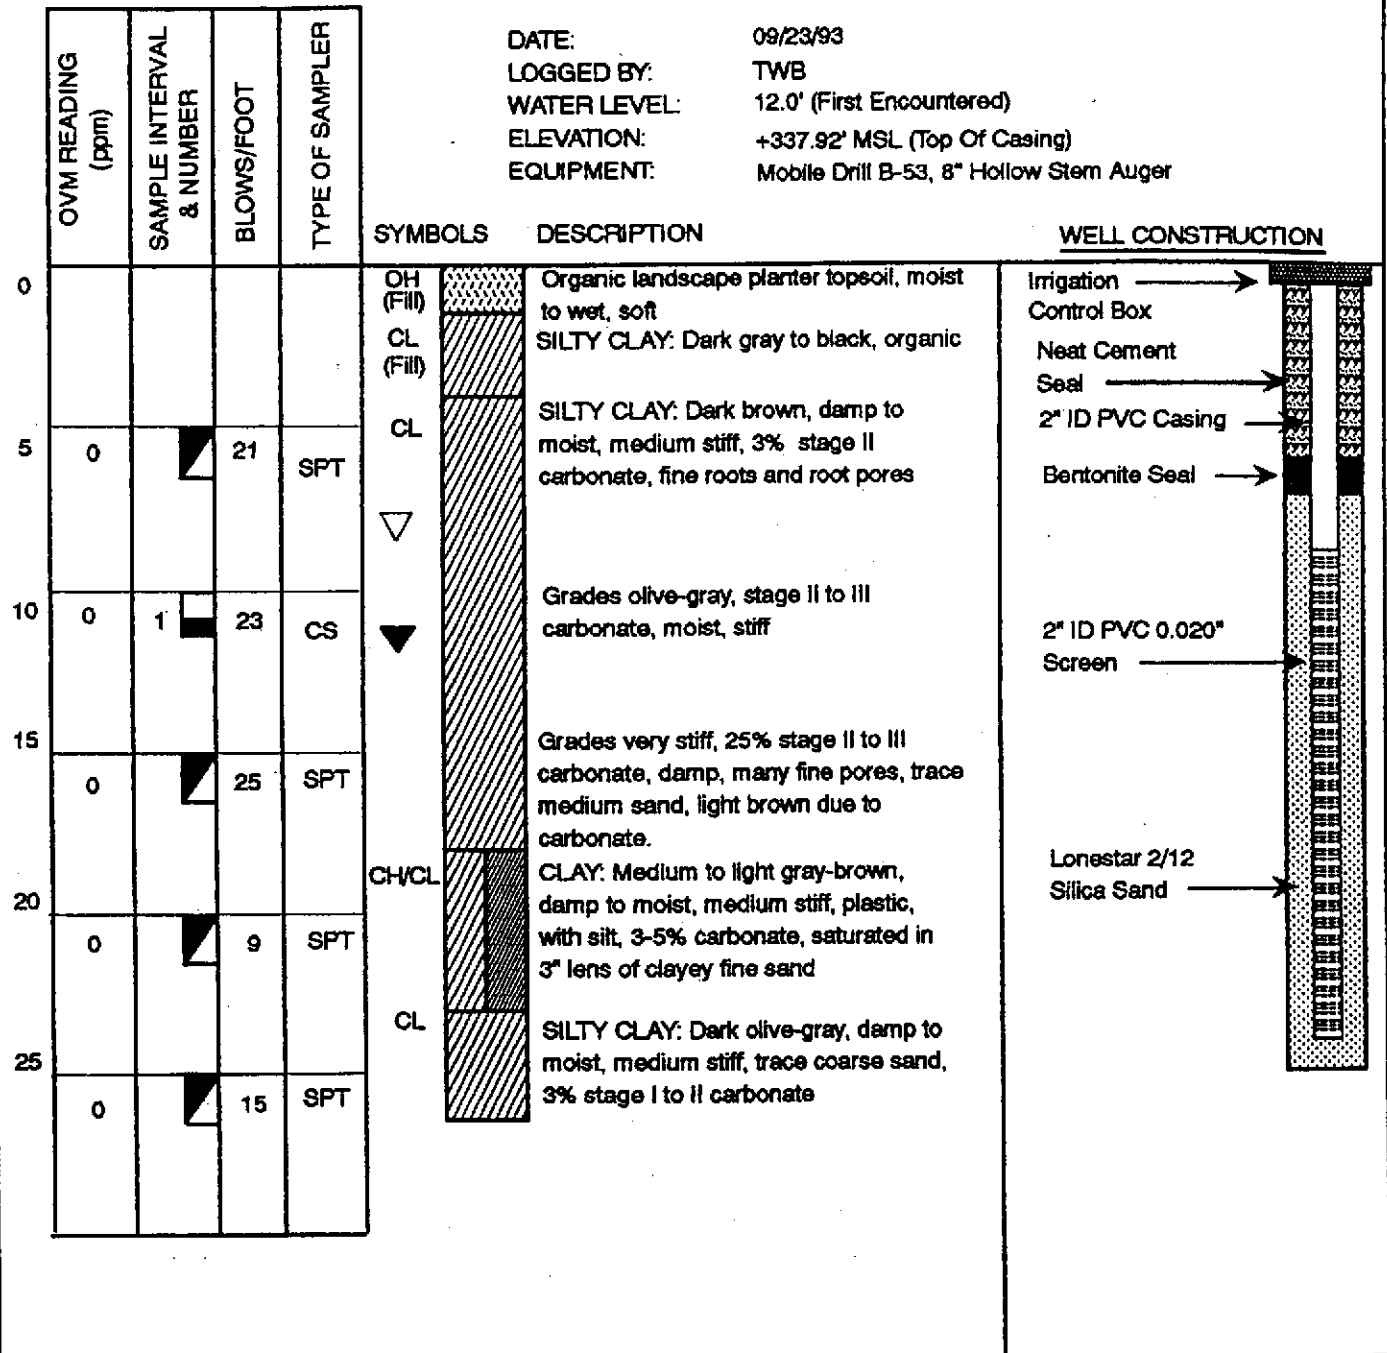 OVM READING
(ppm)
SAMPLE INTERVAL
& NUMBER
BLOWS/FOOT
TYPE OF SAMPLER
DATE: 09/23/93
LOGGED BY: TWB
WATER LEVEL: 12.0' (First Encountered)
ELEVATION: +337.92' MSL (Top Of Casing)
EQUIPMENT: Mobile Drill B-53, 8" Hollow Stem Auger
SYMBOLS DESCRIPTION WELL CONSTRUCTION
0
OH
(Fill)
Organic landscape planter topsoil, moist
to wet, soft
CL
(Fill)
SILTY CLAY: Dark gray to black, organic
Irrigation
Control Box
Neat Cement
Seal
2" ID PVC Casing
Bentonite Seal
5
0 21 SPT
CL
SILTY CLAY: Dark brown, damp to
moist, medium stiff, 3% stage II
carbonate, fine roots and root pores
10
0 1 23 CS
Grades olive-gray, stage II to III
carbonate, moist, stiff
2" ID PVC 0.020"
Screen
15
0 25 SPT
Grades very stiff, 25% stage II to III
carbonate, damp, many fine pores, trace
medium sand, light brown due to
carbonate.
CH/CL
CLAY: Medium to light gray-brown,
damp to moist, medium stiff, plastic,
with silt, 3-5% carbonate, saturated in
3" lens of clayey fine sand
Lonestar 2/12
Silica Sand
20
0 9 SPT
CL
SILTY CLAY: Dark olive-gray, damp to
moist, medium stiff, trace coarse sand,
3% stage I to II carbonate
25
0 15 SPT